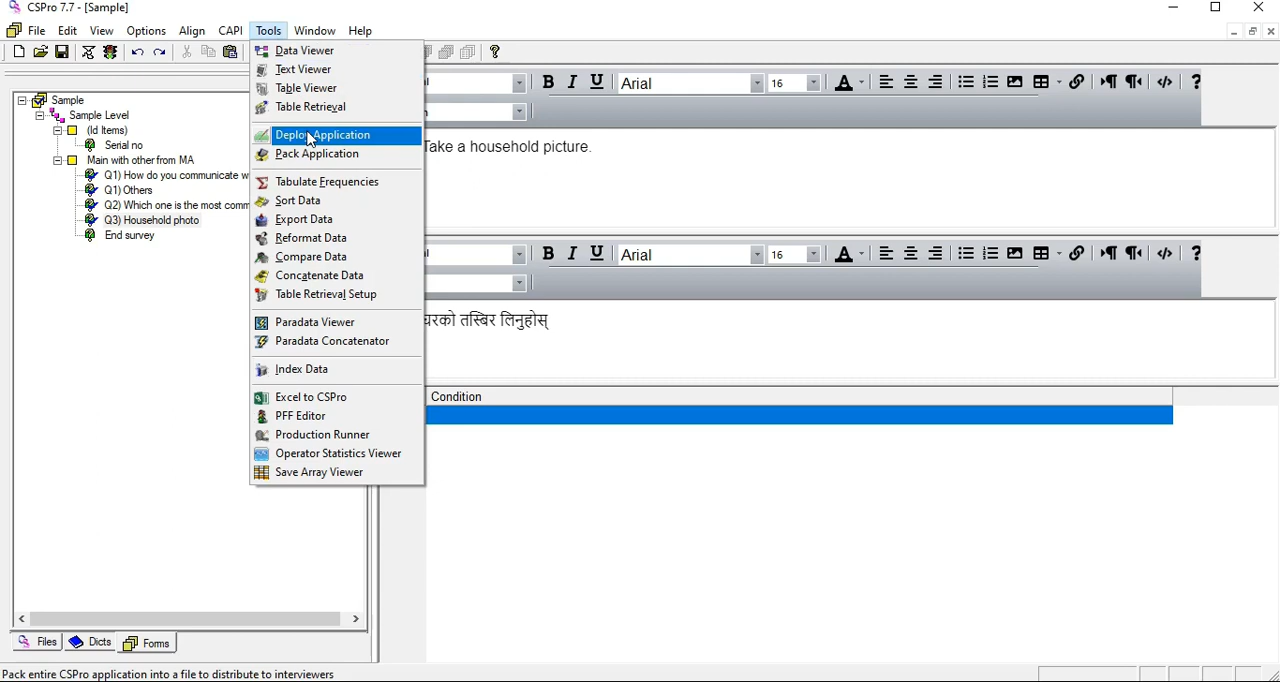 CSPro 7.7 - [Sample]
File Edit View Options Align CAPI Tools Window Help
Data Viewer
Text Viewer
Table Viewer
Table Retrieval
Deploy Application
Pack Application
Tabulate Frequencies
Sort Data
Export Data
Reformat Data
Compare Data
Concatenate Data
Table Retrieval Setup
Paradata Viewer
Paradata Concatenator
Index Data
Excel to CSPro
PFF Editor
Production Runner
Operator Statistics Viewer
Save Array Viewer
Sample
Sample Level
(Id Items)
Serial no
Main with other from MA
Q1) How do you communicate w
Q1) Others
Q2) Which one is the most comm
Q3) Household photo
End survey
Files Dicts Forms
B I U Arial 16 A ?
Take a household picture.
B I U Arial 16 A ?
घरको तस्बिर लिनुहोस्
Condition
Pack entire CSPro application into a file to distribute to interviewers